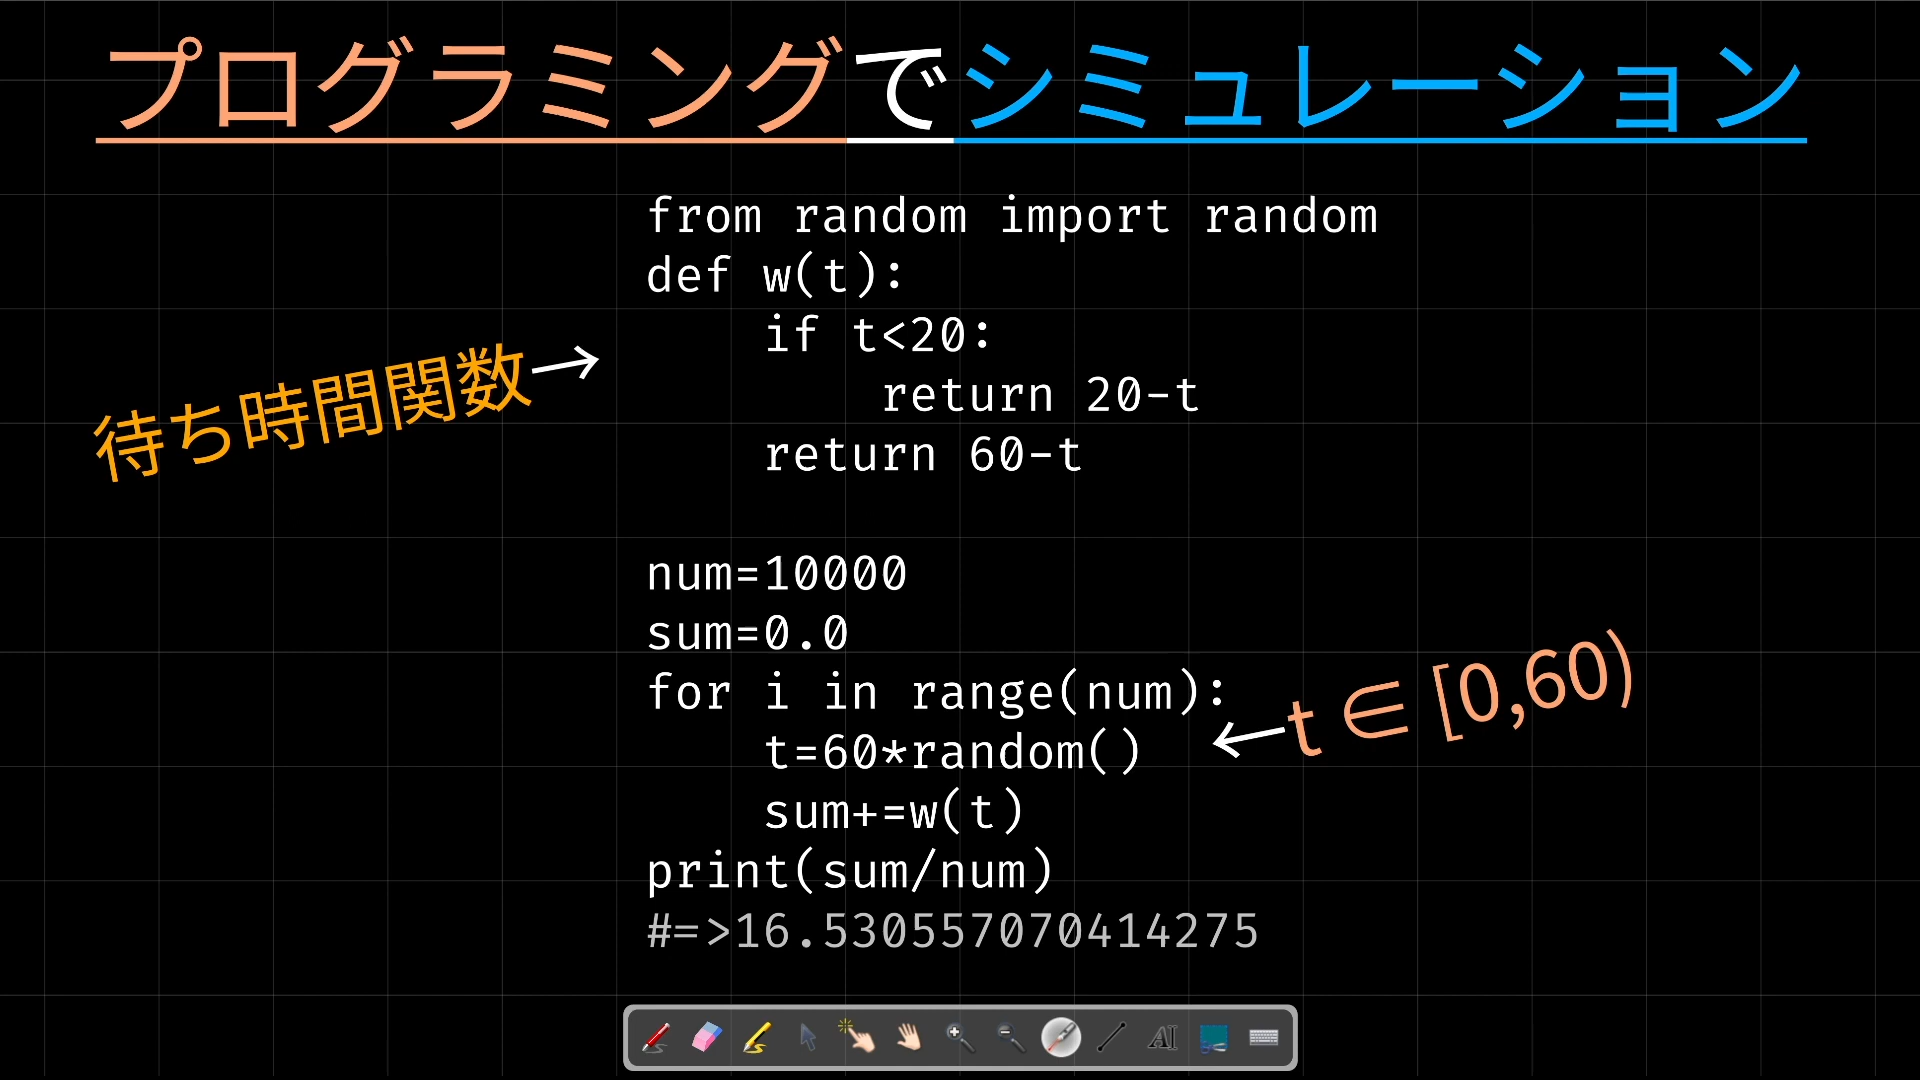 プログラミングでシミュレーション
from random import random
def w(t):
    if t<20:
        return 20-t
    return 60-t
待ち時間関数→
num=10000
sum=0.0
for i in range(num):
    t=60*random()
←t ∈ [0,60)
    sum+=w(t)
print(sum/num)
#=>16.530557070414275
AI